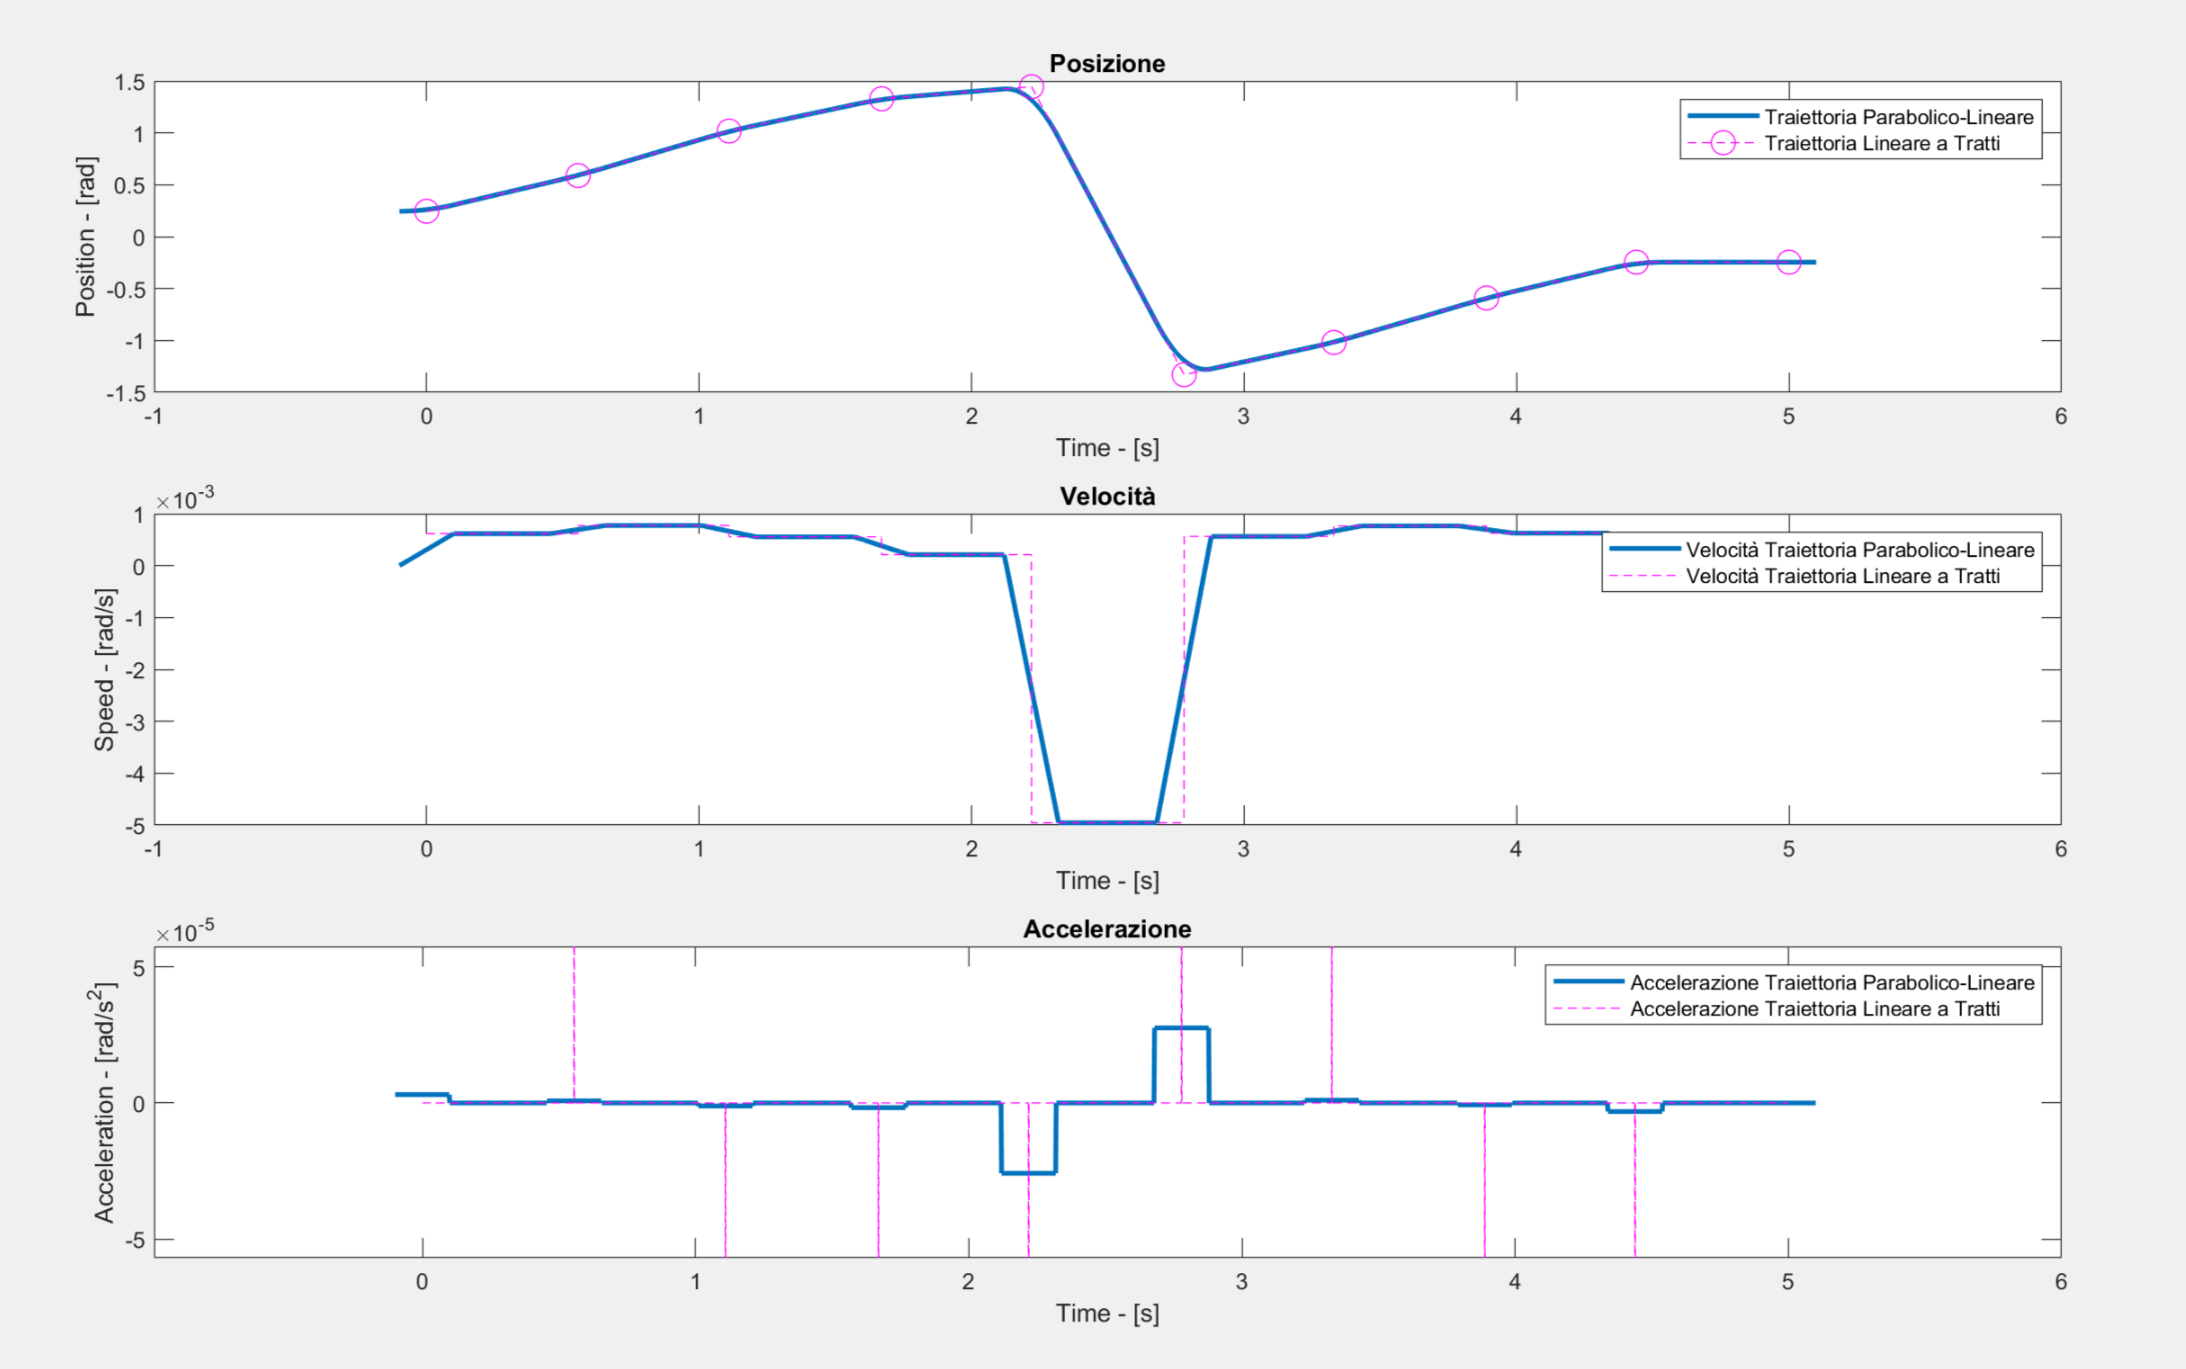 Posizione
1.5
1
0.5
0
-0.5
-1
-1.5
Position - [rad]
Traiettoria Parabolico-Lineare
Traiettoria Lineare a Tratti
-1 0 1 2 3 4 5 6
Time - [s]
Velocità
×10-3
1
0
-1
-2
-3
-4
-5
Speed - [rad/s]
Velocità Traiettoria Parabolico-Lineare
Velocità Traiettoria Lineare a Tratti
-1 0 1 2 3 4 5 6
Time - [s]
Accelerazione
×10-5
5
0
-5
Acceleration - [rad/s2]
Accelerazione Traiettoria Parabolico-Lineare
Accelerazione Traiettoria Lineare a Tratti
0 1 2 3 4 5 6
Time - [s]